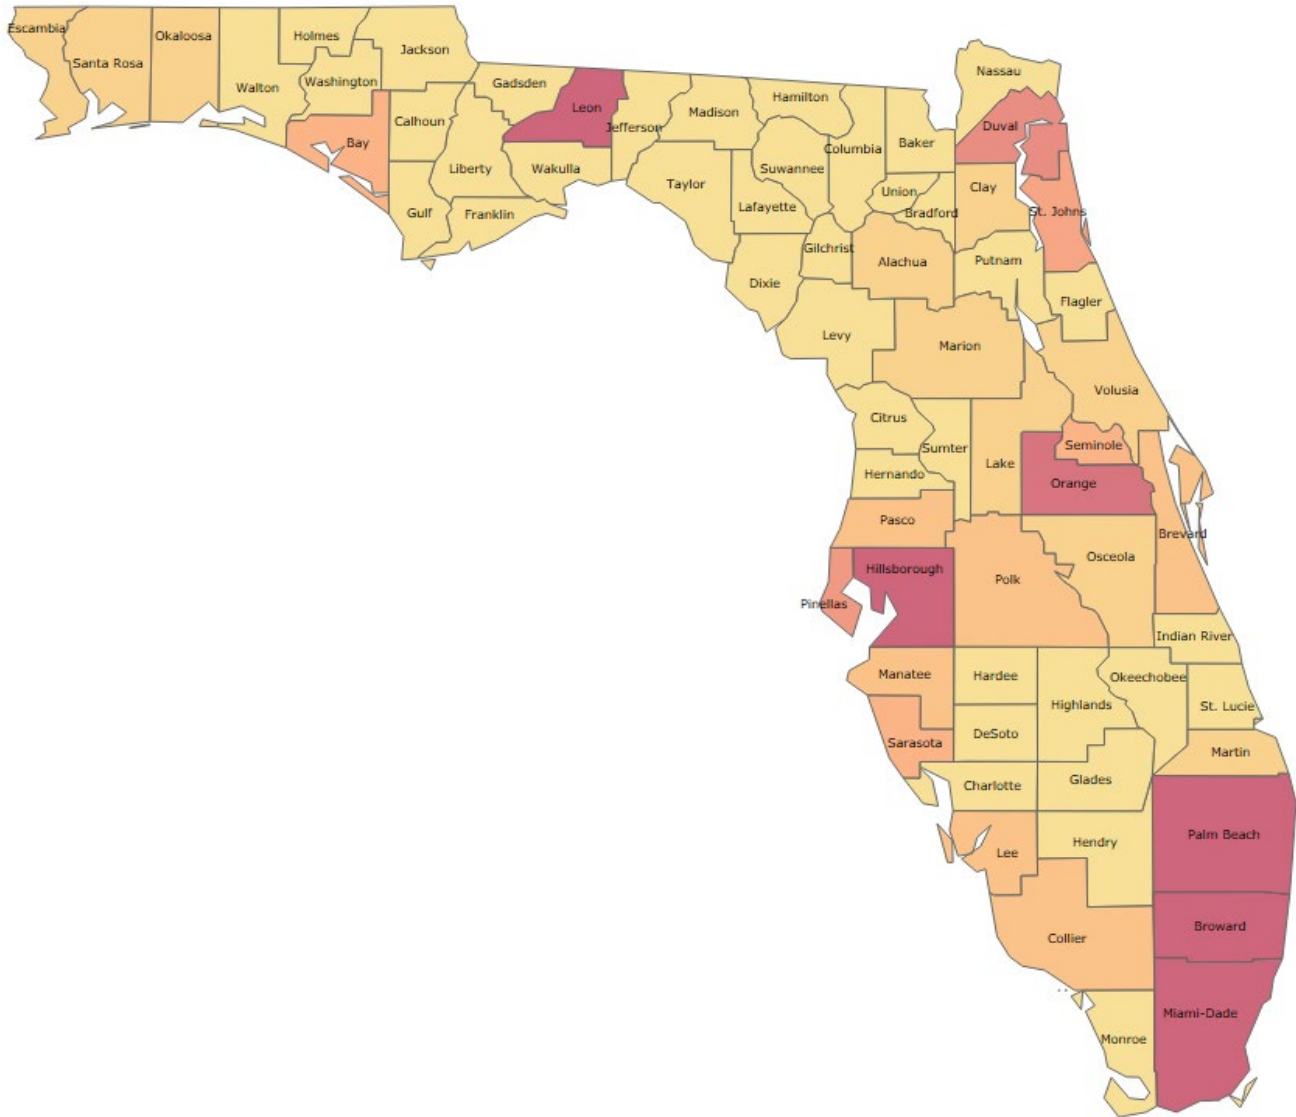 Escambia
Santa Rosa
Okaloosa
Walton
Holmes
Washington
Jackson
Bay
Calhoun
Gulf
Liberty
Gadsden
Franklin
Leon
Wakulla
Jefferson
Madison
Taylor
Hamilton
Suwannee
Lafayette
Columbia
Dixie
Gilchrist
Baker
Union
Bradford
Nassau
Duval
Clay
St. Johns
Alachua
Putnam
Flagler
Levy
Marion
Volusia
Citrus
Sumter
Lake
Seminole
Hernando
Orange
Pasco
Brevard
Osceola
Hillsborough
Polk
Pinellas
Indian River
Manatee
Hardee
Okeechobee
Highlands
St. Lucie
DeSoto
Sarasota
Martin
Charlotte
Glades
Palm Beach
Hendry
Lee
Broward
Collier
Miami-Dade
Monroe